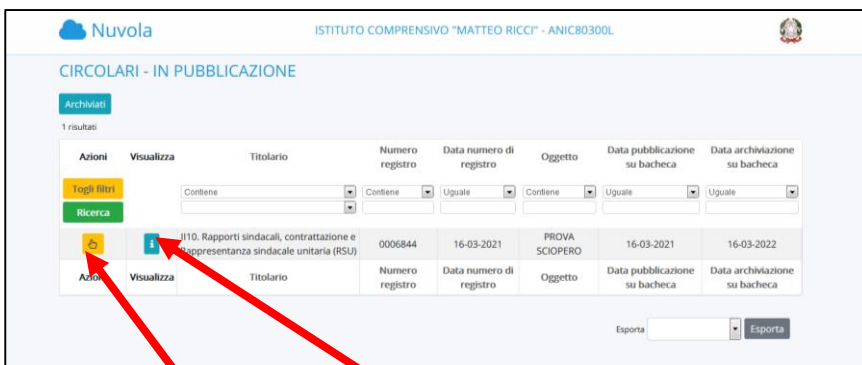 Nuvola
ISTITUTO COMPRENSIVO "MATTEO RICCI" - ANIC80300L
CIRCOLARI - IN PUBBLICAZIONE
Archiviati
1 risultati
Azioni Visualizza Titolario Numero registro Data numero di registro Oggetto Data pubblicazione su bacheca Data archiviazione su bacheca
Togli filtri Contiene Contiene Uguale Contiene Uguale Uguale
Ricerca
II10. Rapporti sindacali, contrattazione e Rappresentanza sindacale unitaria (RSU) 0006844 16-03-2021 PROVA SCIOPERO 16-03-2021 16-03-2022
Azioni Visualizza Titolario Numero registro Data numero di registro Oggetto Data pubblicazione su bacheca Data archiviazione su bacheca
Esporta Esporta